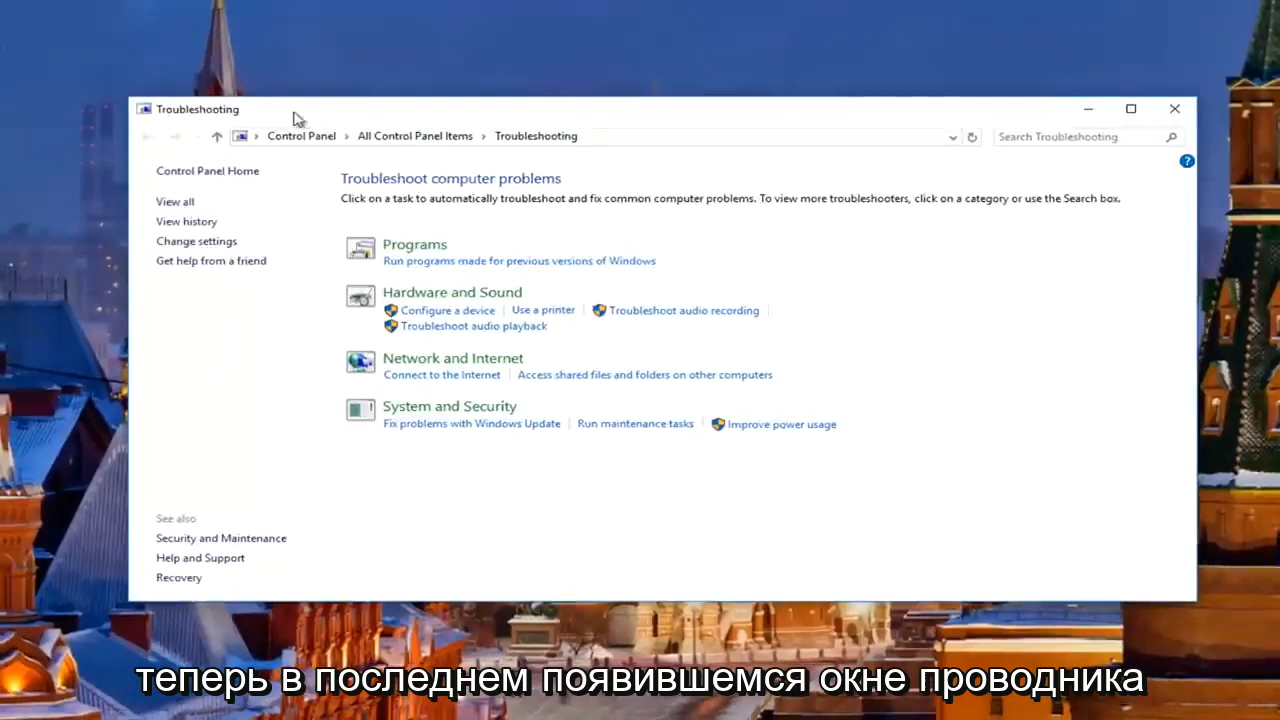 Troubleshooting
Control Panel
All Control Panel Items
Troubleshooting
Search Troubleshooting
?
Control Panel Home
View all
View history
Change settings
Get help from a friend
Troubleshoot computer problems
Click on a task to automatically troubleshoot and fix common computer problems. To view more troubleshooters, click on a category or use the Search box.
Programs
Run programs made for previous versions of Windows
Hardware and Sound
Configure a device
Use a printer
Troubleshoot audio recording
Troubleshoot audio playback
Network and Internet
Connect to the Internet
Access shared files and folders on other computers
System and Security
Fix problems with Windows Update
Run maintenance tasks
Improve power usage
See also
Security and Maintenance
Help and Support
Recovery
теперь в последнем появившемся окне проводника